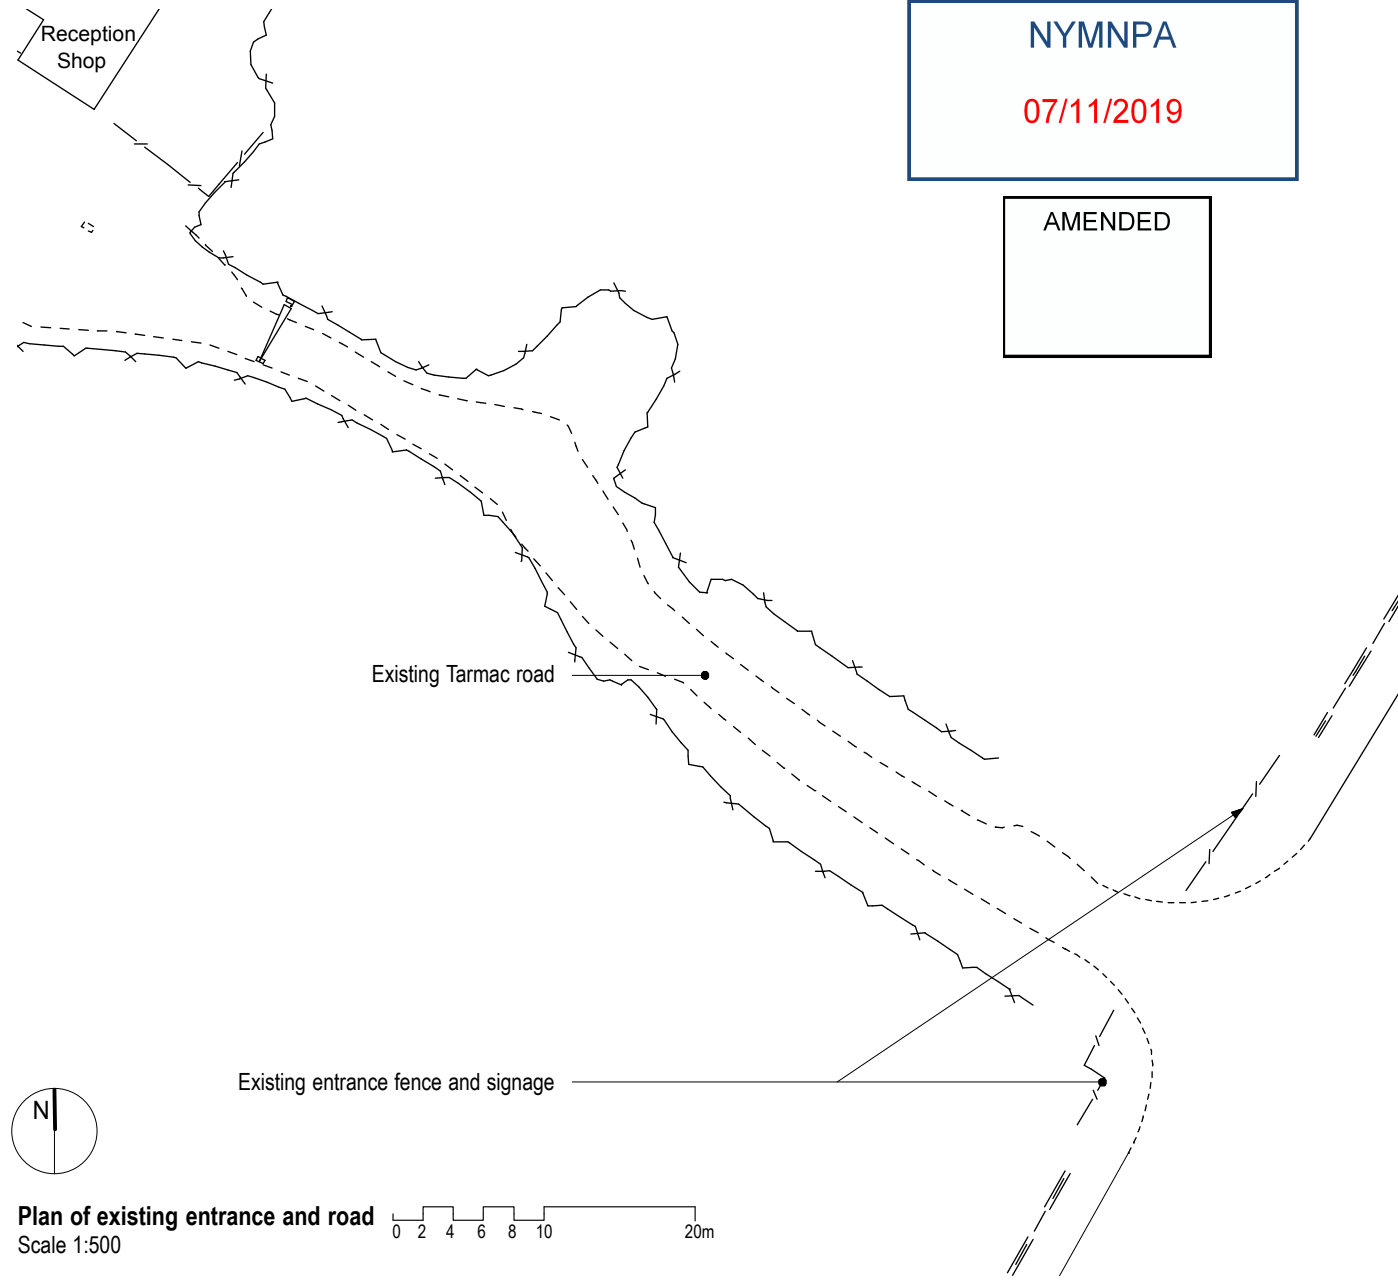 Reception
Shop
NYMNPA
07/11/2019
AMENDED
Existing Tarmac road
Existing entrance fence and signage
N
Plan of existing entrance and road
Scale 1:500
0 2 4 6 8 10 20m